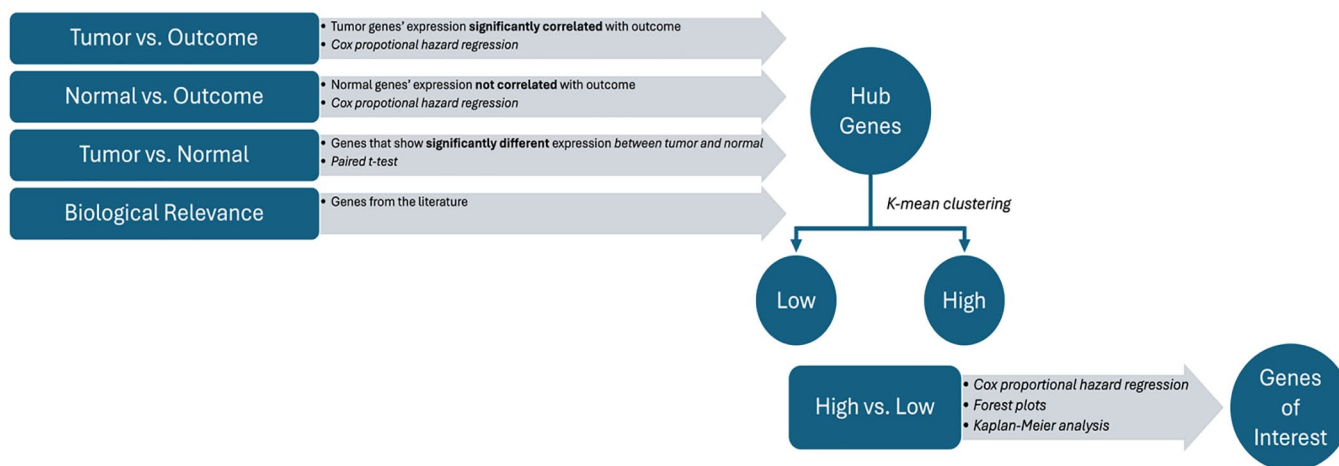 Tumor vs. Outcome
• Tumor genes' expression significantly correlated with outcome
• Cox propotional hazard regression
Normal vs. Outcome
• Normal genes' expression not correlated with outcome
• Cox propotional hazard regression
Tumor vs. Normal
• Genes that show significantly different expression between tumor and normal
• Paired t-test
Biological Relevance
• Genes from the literature
Hub
Genes
K-mean clustering
Low
High
High vs. Low
• Cox proportional hazard regression
• Forest plots
• Kaplan-Meier analysis
Genes
of
Interest